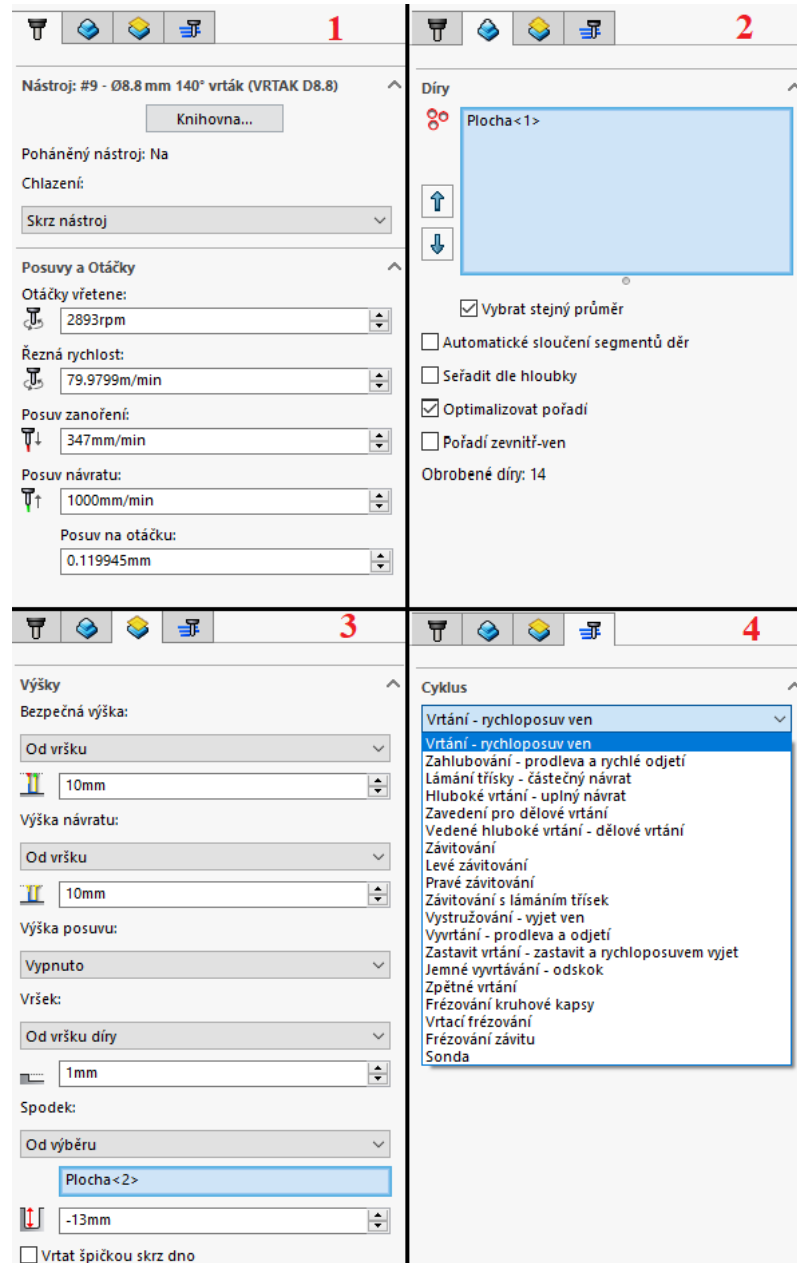 1
Nástroj: #9 - Ø8.8 mm 140° vrták (VRTAK D8.8)
Knihovna...
Poháněný nástroj: Na
Chlazení:
Skrz nástroj
Posuvy a Otáčky
Otáčky vřetene:
2893rpm
Řezná rychlost:
79.9799m/min
Posuv zanoření:
347mm/min
Posuv návratu:
1000mm/min
Posuv na otáčku:
0.119945mm
2
Díry
Plocha<1>
Vybrat stejný průměr
Automatické sloučení segmentů děr
Seřadit dle hloubky
Optimalizovat pořadí
Pořadí zevnitř-ven
Obrobené díry: 14
3
Výšky
Bezpečná výška:
Od vršku
10mm
Výška návratu:
Od vršku
10mm
Výška posuvu:
Vypnuto
Vršek:
Od vršku díry
1mm
Spodek:
Od výběru
Plocha<2>
-13mm
Vrtat špičkou skrz dno
4
Cyklus
Vrtání - rychloposuv ven
Vrtání - rychloposuv ven
Zahlubování - prodleva a rychlé odjetí
Lámání třísky - částečný návrat
Hluboké vrtání - uplný návrat
Zavedení pro dělové vrtání
Vedené hluboké vrtání - dělové vrtání
Závitování
Levé závitování
Pravé závitování
Závitování s lámáním třísek
Vystružování - vyjet ven
Vyvrtání - prodleva a odjetí
Zastavit vrtání - zastavit a rychloposuvem vyjet
Jemné vyvrtávání - odskok
Zpětné vrtání
Frézování kruhové kapsy
Vrtací frézování
Frézování závitu
Sonda